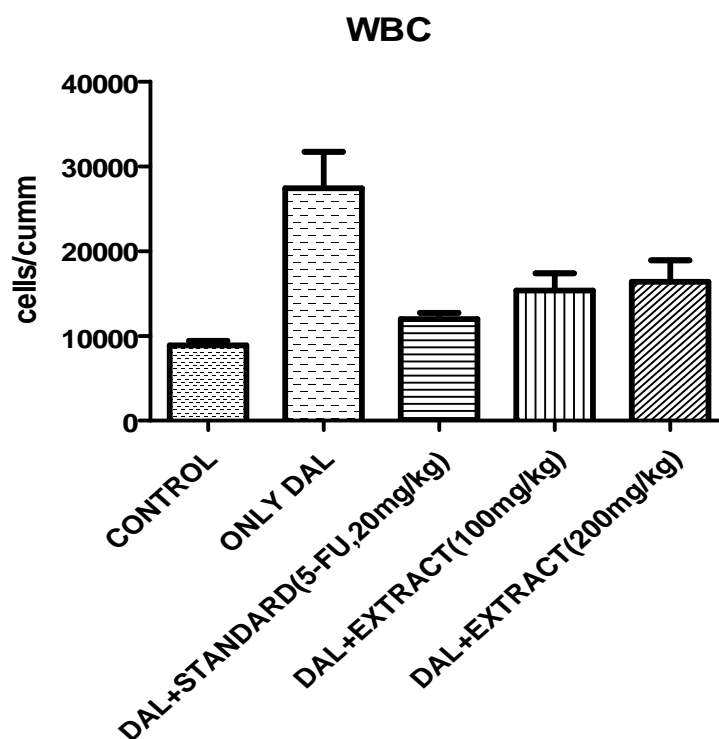 WBC
cells/cumm
40000
30000
20000
10000
0
CONTROL
ONLY DAL
DAL+STANDARD(5-FU,20mg/kg)
DAL+EXTRACT(100mg/kg)
DAL+EXTRACT(200mg/kg)